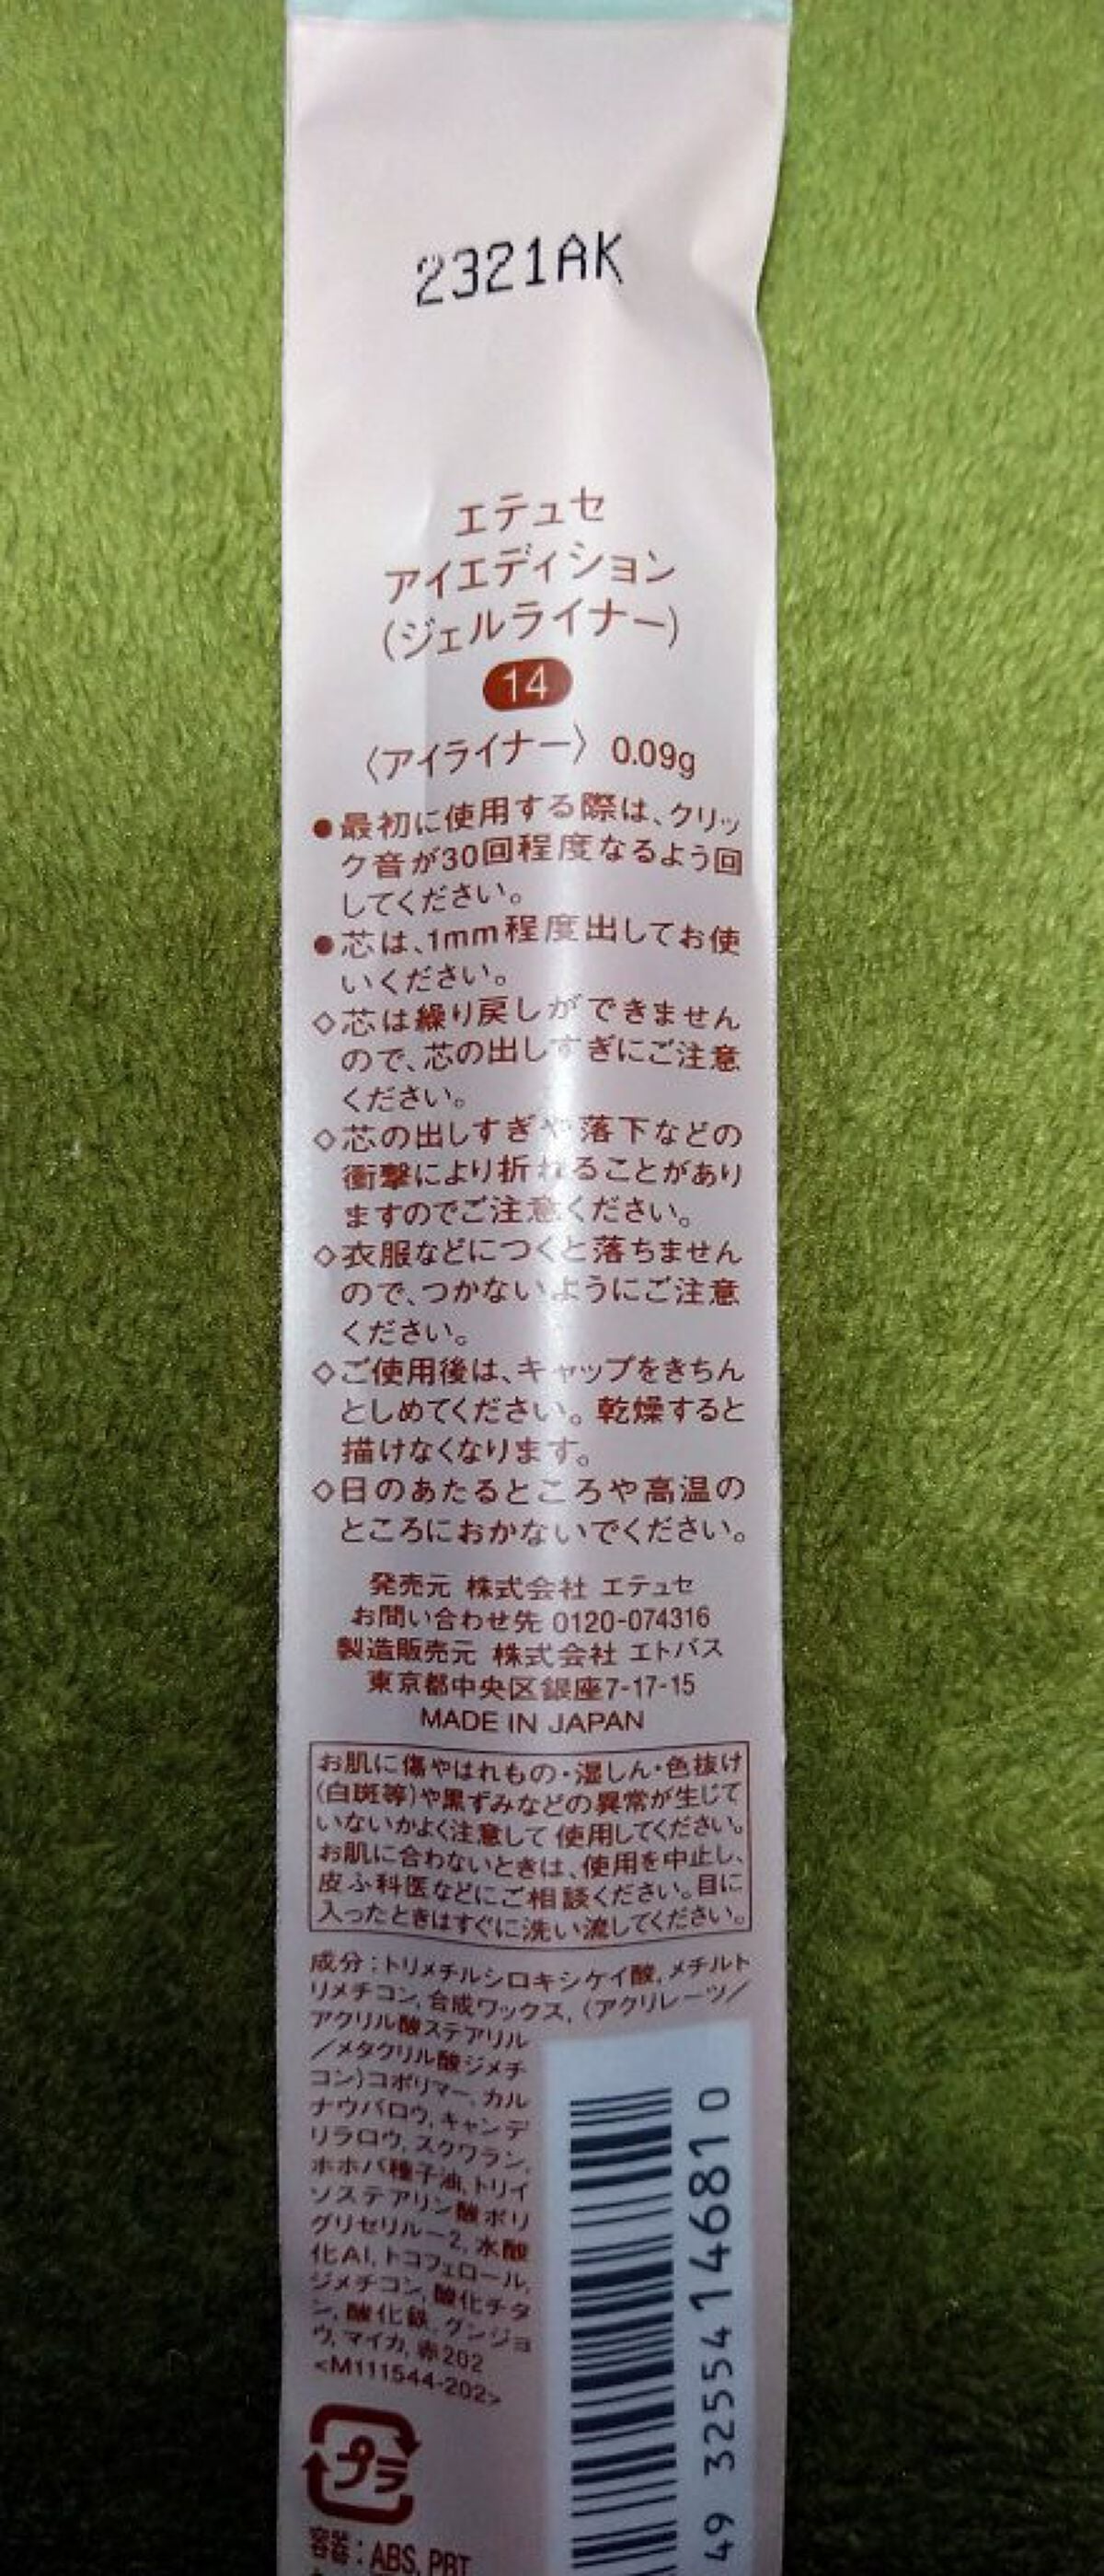 2321AK
エテュセ
アイエディション
(ジェルライナー)
14
〈アイライナー〉 0.09g
●最初に使用する際は、クリッ
ク音が30回程度なるよう回
してください。
●芯は、1mm程度出してお使
いください。
◇芯は繰り戻しができません
ので、芯の出しすぎにご注意
ください。
◇芯の出しすぎや落下などの
衝撃により折れることがあり
ますのでご注意ください。
◇衣服などにつくと落ちません
ので、つかないようにご注意
ください。
◇ご使用後は、キャップをきちん
としめてください。乾燥すると
描けなくなります。
◇日のあたるところや高温の
ところにおかないでください。
発売元 株式会社 エテュセ
お問い合わせ先 0120-074316
製造販売元 株式会社 エトバス
東京都中央区銀座7-17-15
MADE IN JAPAN
お肌に傷やはれもの・湿しん・色抜け
(白斑等)や黒ずみなどの異常が生じて
いないかよく注意して使用してください。
お肌に合わないときは、使用を中止し、
皮ふ科医などにご相談ください。目に
入ったときはすぐに洗い流してください。
成分:トリメチルシロキシケイ酸,メチルト
リメチコン,合成ワックス,(アクリレーツ/
アクリル酸ステアリル
/メタクリル酸ジメチ
コン)コポリマー,カル
ナウバロウ,キャンデ
リラロウ,スクワラン,
ホホバ種子油,トリイ
ソステアリン酸ポリ
グリセリル-2,水酸
化Al,トコフェロール,
ジメチコン,酸化チタ
ン,酸化鉄,グンジョ
ウ,マイカ,赤202
<M111544-202>
プラ
容器:ABS,PBT
49 32554 14681 0